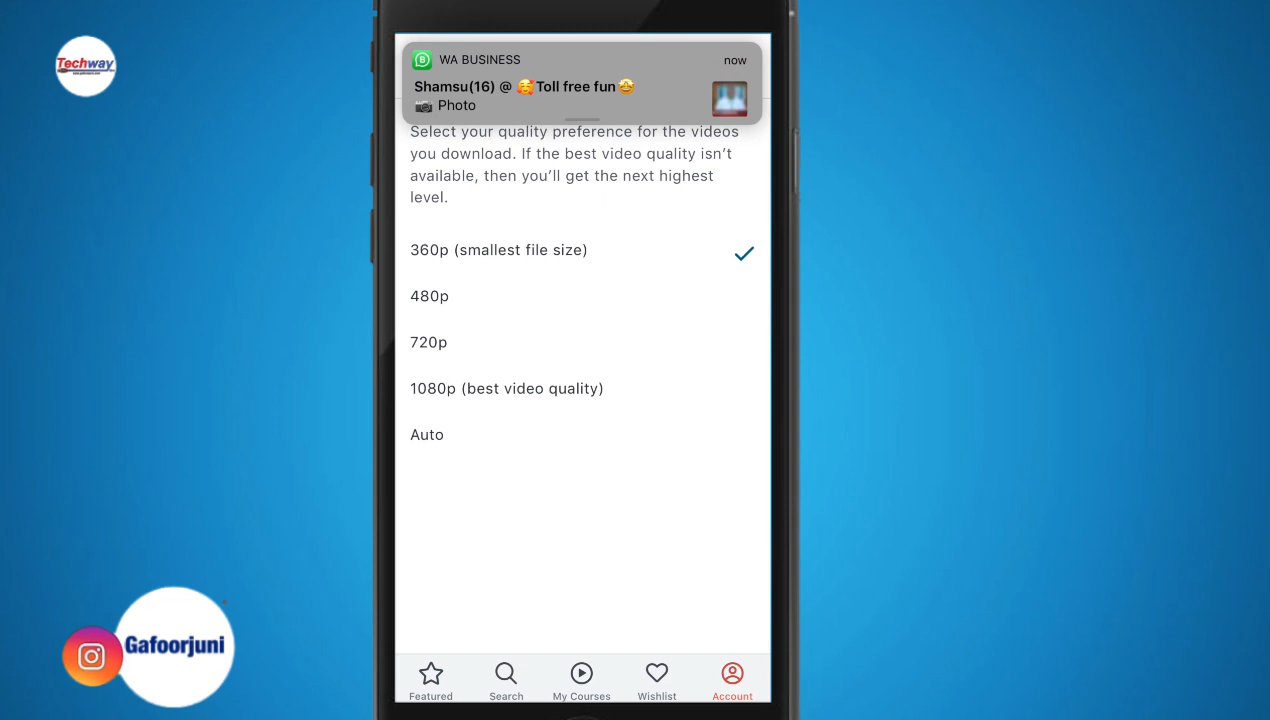 Techway
WA BUSINESS
now
Shamsu(16) @ 🥰Toll free fun🤩
📷 Photo
Select your quality preference for the videos
you download. If the best video quality isn’t
available, then you’ll get the next highest
level.
360p (smallest file size)
480p
720p
1080p (best video quality)
Auto
Gafoorjuni
Featured
Search
My Courses
Wishlist
Account